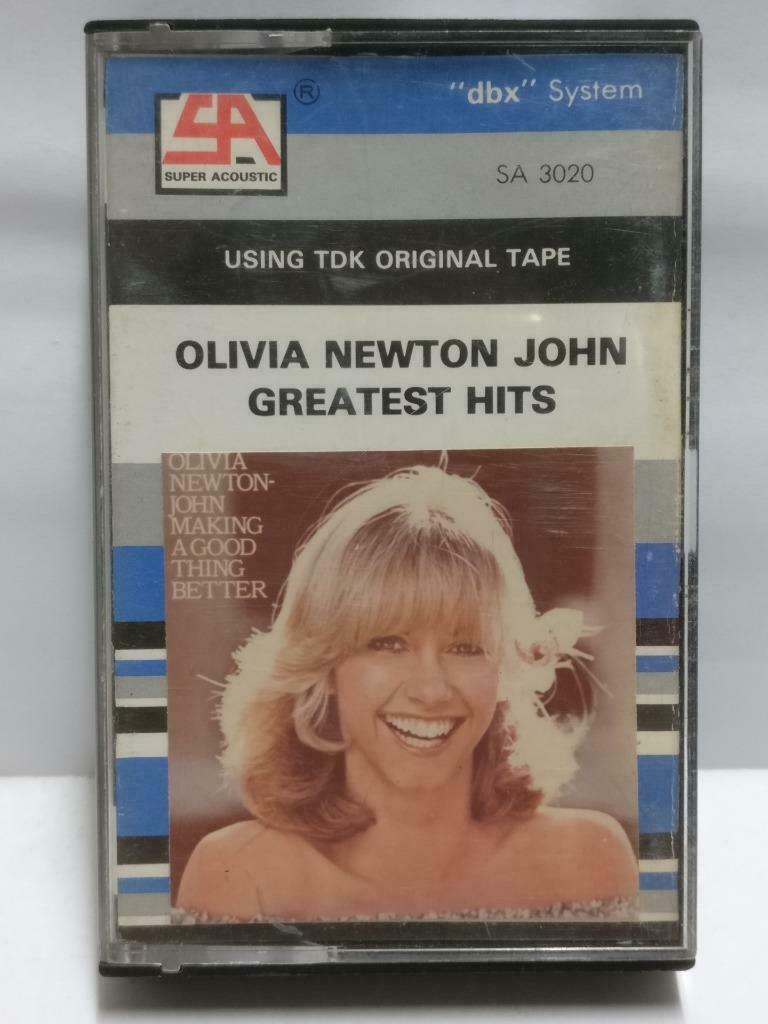 SA ®
SUPER ACOUSTIC
"dbx" System
SA 3020
USING TDK ORIGINAL TAPE
OLIVIA NEWTON JOHN
GREATEST HITS
OLIVIA
NEWTON-
JOHN
MAKING
A GOOD
THING
BETTER